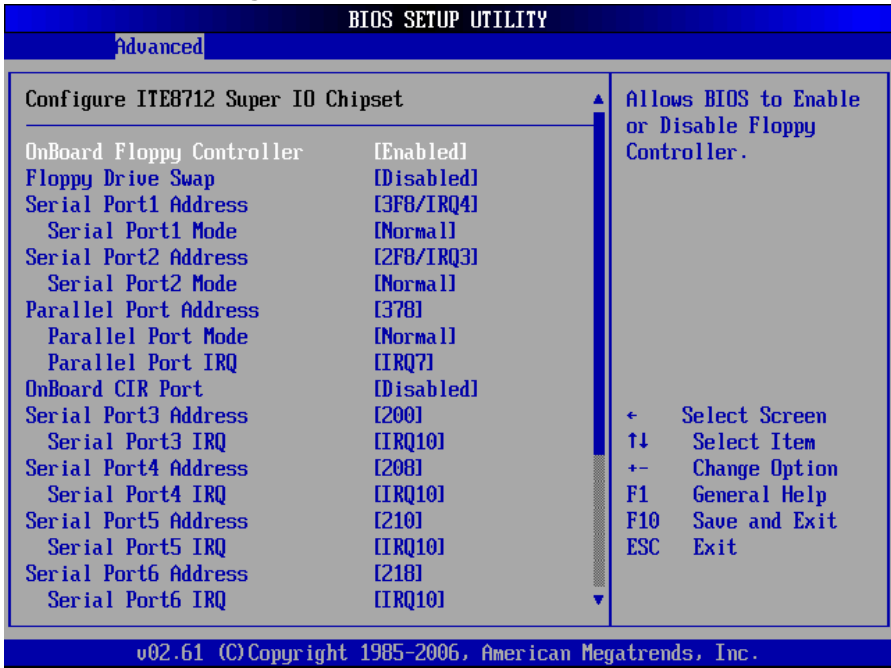 BIOS SETUP UTILITY
Advanced
Configure ITE8712 Super IO Chipset
OnBoard Floppy Controller [Enabled]
Floppy Drive Swap [Disabled]
Serial Port1 Address [3F8/IRQ4]
Serial Port1 Mode [Normal]
Serial Port2 Address [2F8/IRQ3]
Serial Port2 Mode [Normal]
Parallel Port Address [378]
Parallel Port Mode [Normal]
Parallel Port IRQ [IRQ7]
OnBoard CIR Port [Disabled]
Serial Port3 Address [200]
Serial Port3 IRQ [IRQ10]
Serial Port4 Address [208]
Serial Port4 IRQ [IRQ10]
Serial Port5 Address [210]
Serial Port5 IRQ [IRQ10]
Serial Port6 Address [218]
Serial Port6 IRQ [IRQ10]
Allows BIOS to Enable
or Disable Floppy
Controller.
← Select Screen
↑↓ Select Item
+- Change Option
F1 General Help
F10 Save and Exit
ESC Exit
v02.61 (C)Copyright 1985-2006, American Megatrends, Inc.